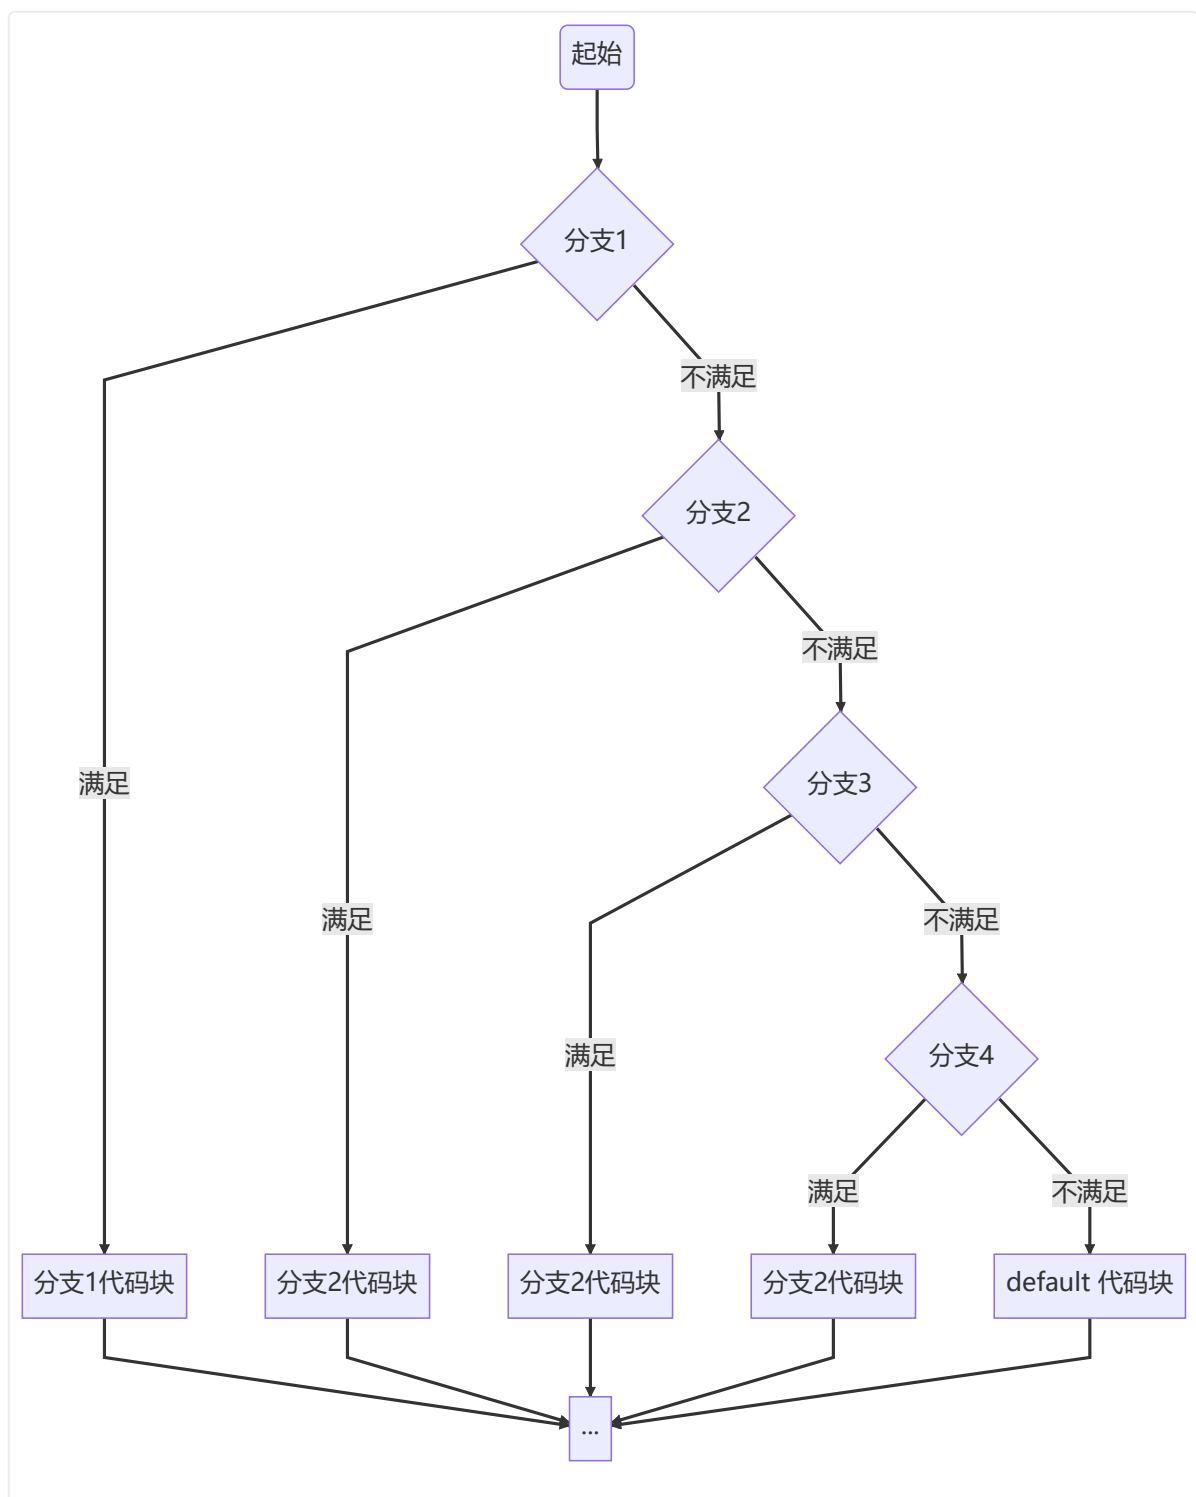 起始
分支1
不满足
分支2
不满足
分支3
满足
满足
不满足
满足
分支4
满足
不满足
分支1代码块
分支2代码块
分支2代码块
分支2代码块
default 代码块
...